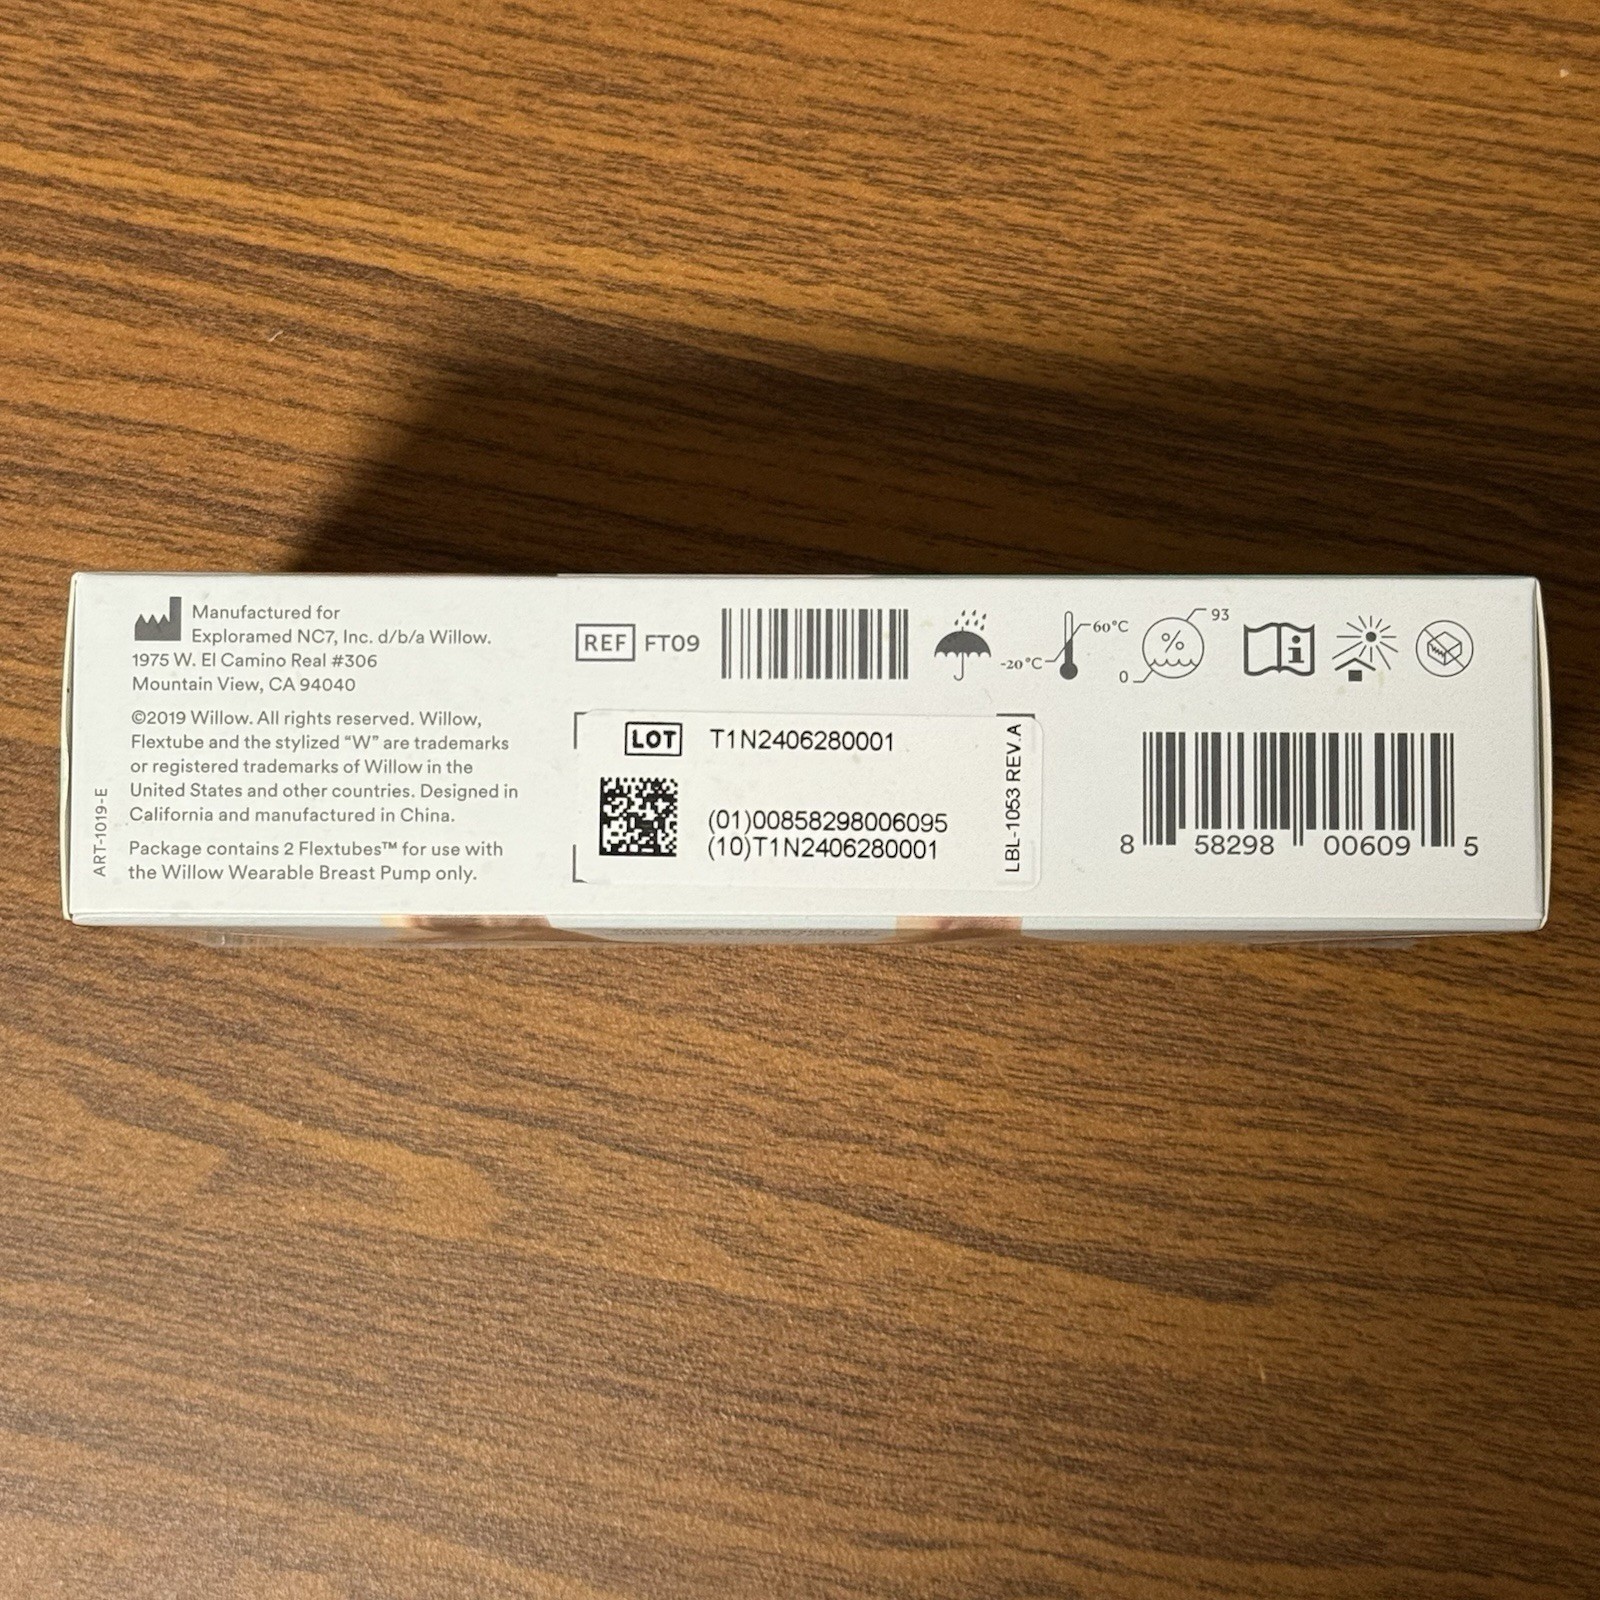 Manufactured for
Exploramed NC7, Inc. d/b/a Willow.
1975 W. El Camino Real #306
Mountain View, CA 94040
©2019 Willow. All rights reserved. Willow,
Flextube and the stylized “W” are trademarks
or registered trademarks of Willow in the
United States and other countries. Designed in
California and manufactured in China.
Package contains 2 Flextubes™ for use with
the Willow Wearable Breast Pump only.
ART-1019-E
REF FT09
-20°C 60°C
0 % 93
i
LOT T1N2406280001
(01)00858298006095
(10)T1N2406280001
LBL-1053 REV.A
8 58298 00609 5